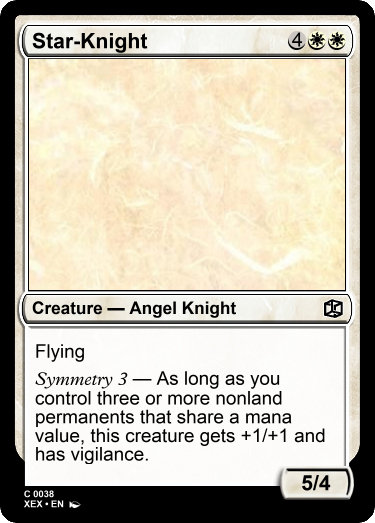 Star-Knight 4
Creature — Angel Knight
Flying
Symmetry 3 — As long as you
control three or more nonland
permanents that share a mana
value, this creature gets +1/+1 and
has vigilance.
5/4
C 0038
XEX • EN